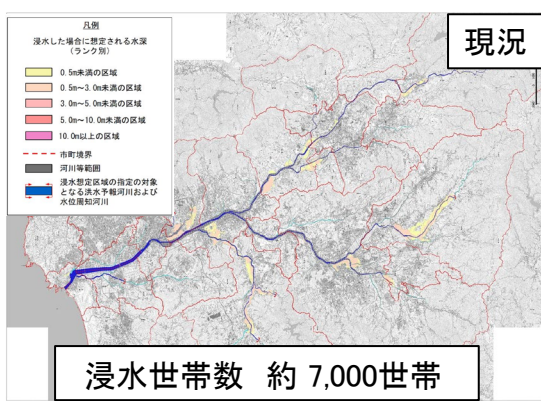 凡例
浸水した場合に想定される水深
(ランク別)
0.5m未満の区域
0.5m～3.0m未満の区域
3.0m～5.0m未満の区域
5.0m～10.0m未満の区域
10.0m以上の区域
市町境界
河川等範囲
浸水想定区域の指定の対象
となる洪水予報河川および
水位周知河川
現況
浸水世帯数 約 7,000世帯